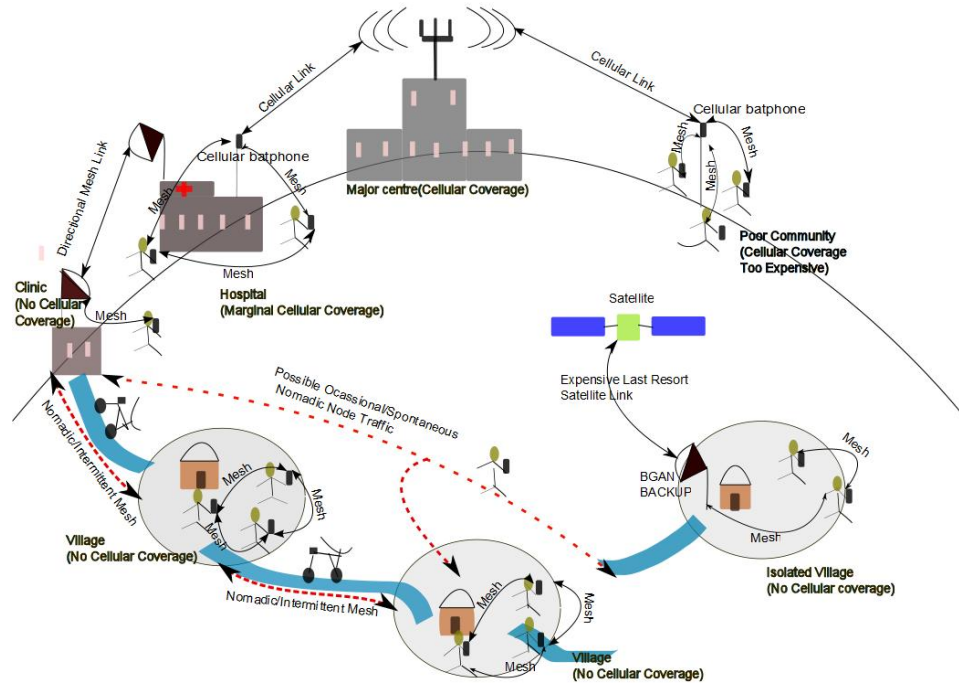 Cellular Link
Cellular Link
Cellular batphone
Mesh
Mesh
Mesh
Directional Mesh Link
Cellular batphone
Mesh
Mesh
Major centre(Cellular Coverage)
Poor Community
(Cellular Coverage
Too Expensive)
Mesh
Hospital
(Marginal Cellular Coverage)
Clinic
(No Cellular
Coverage)
Mesh
Satellite
Expensive Last Resort
Satellite Link
Possible Ocassional/Spontaneous
Nomadic Node Traffic
Nomadic/Intermittent Mesh
Mesh
Mesh
Mesh
Village
(No Cellular Coverage)
BGAN
BACKUP
Mesh
Mesh
Isolated Village
(No Cellular coverage)
Nomadic/Intermittent Mesh
Mesh
Mesh
Mesh
Village
(No Cellular Coverage)